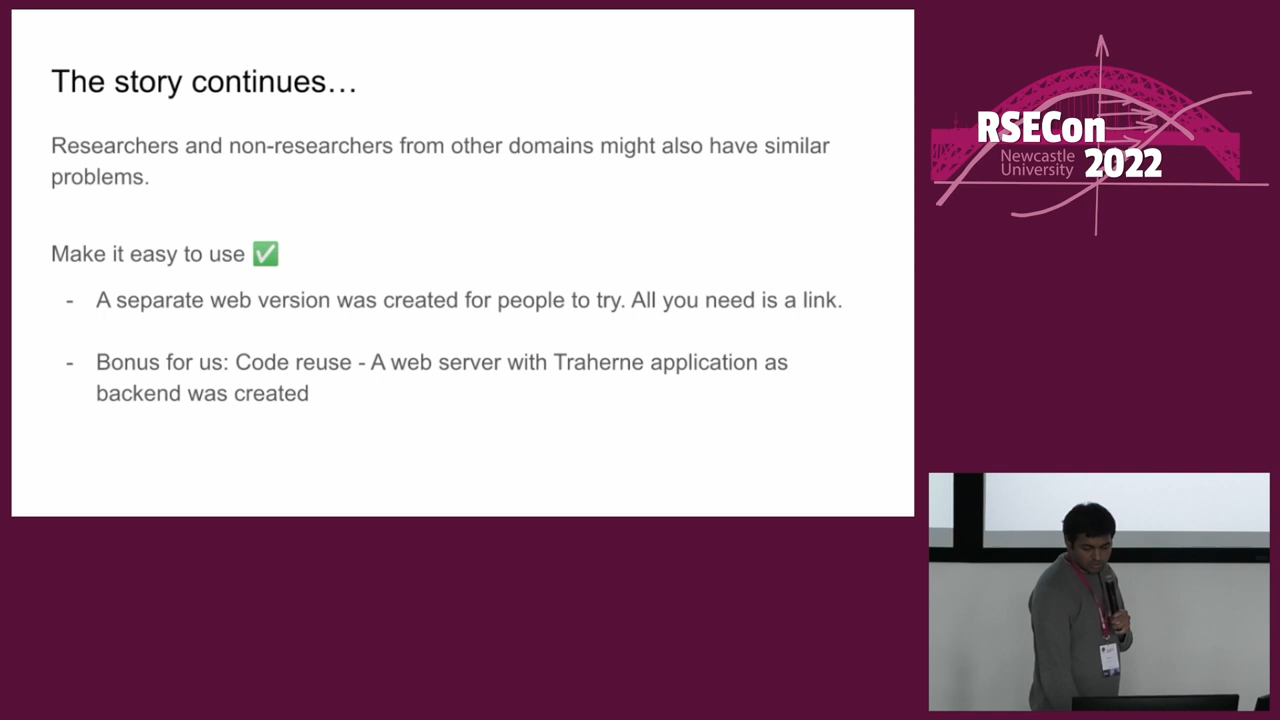 The story continues…
Researchers and non-researchers from other domains might also have similar
problems.
Make it easy to use ✅
- A separate web version was created for people to try. All you need is a link.
- Bonus for us: Code reuse - A web server with Traherne application as
backend was created
RSECon
Newcastle
University
2022